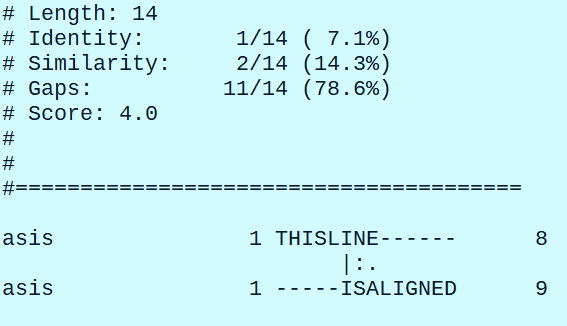 # Length: 14
# Identity:       1/14 ( 7.1%)
# Similarity:     2/14 (14.3%)
# Gaps:          11/14 (78.6%)
# Score: 4.0
#
#
#=======================================
asis               1 THISLINE------      8
                          |:.
asis               1 -----ISALIGNED      9